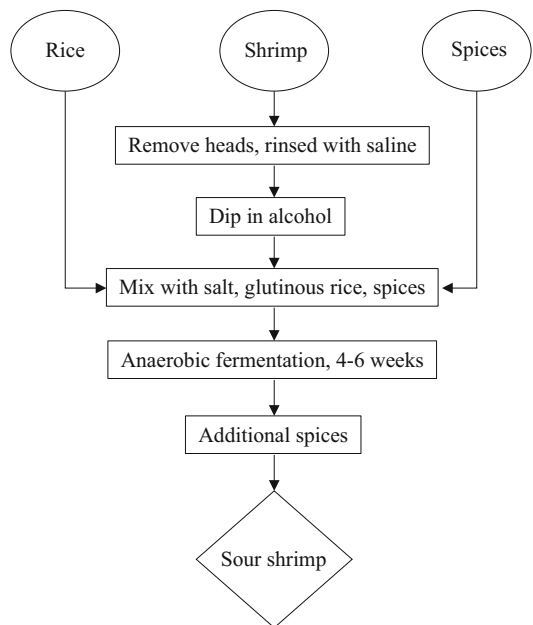 Rice
Shrimp
Spices
Remove heads, rinsed with saline
Dip in alcohol
Mix with salt, glutinous rice, spices
Anaerobic fermentation, 4-6 weeks
Additional spices
Sour shrimp